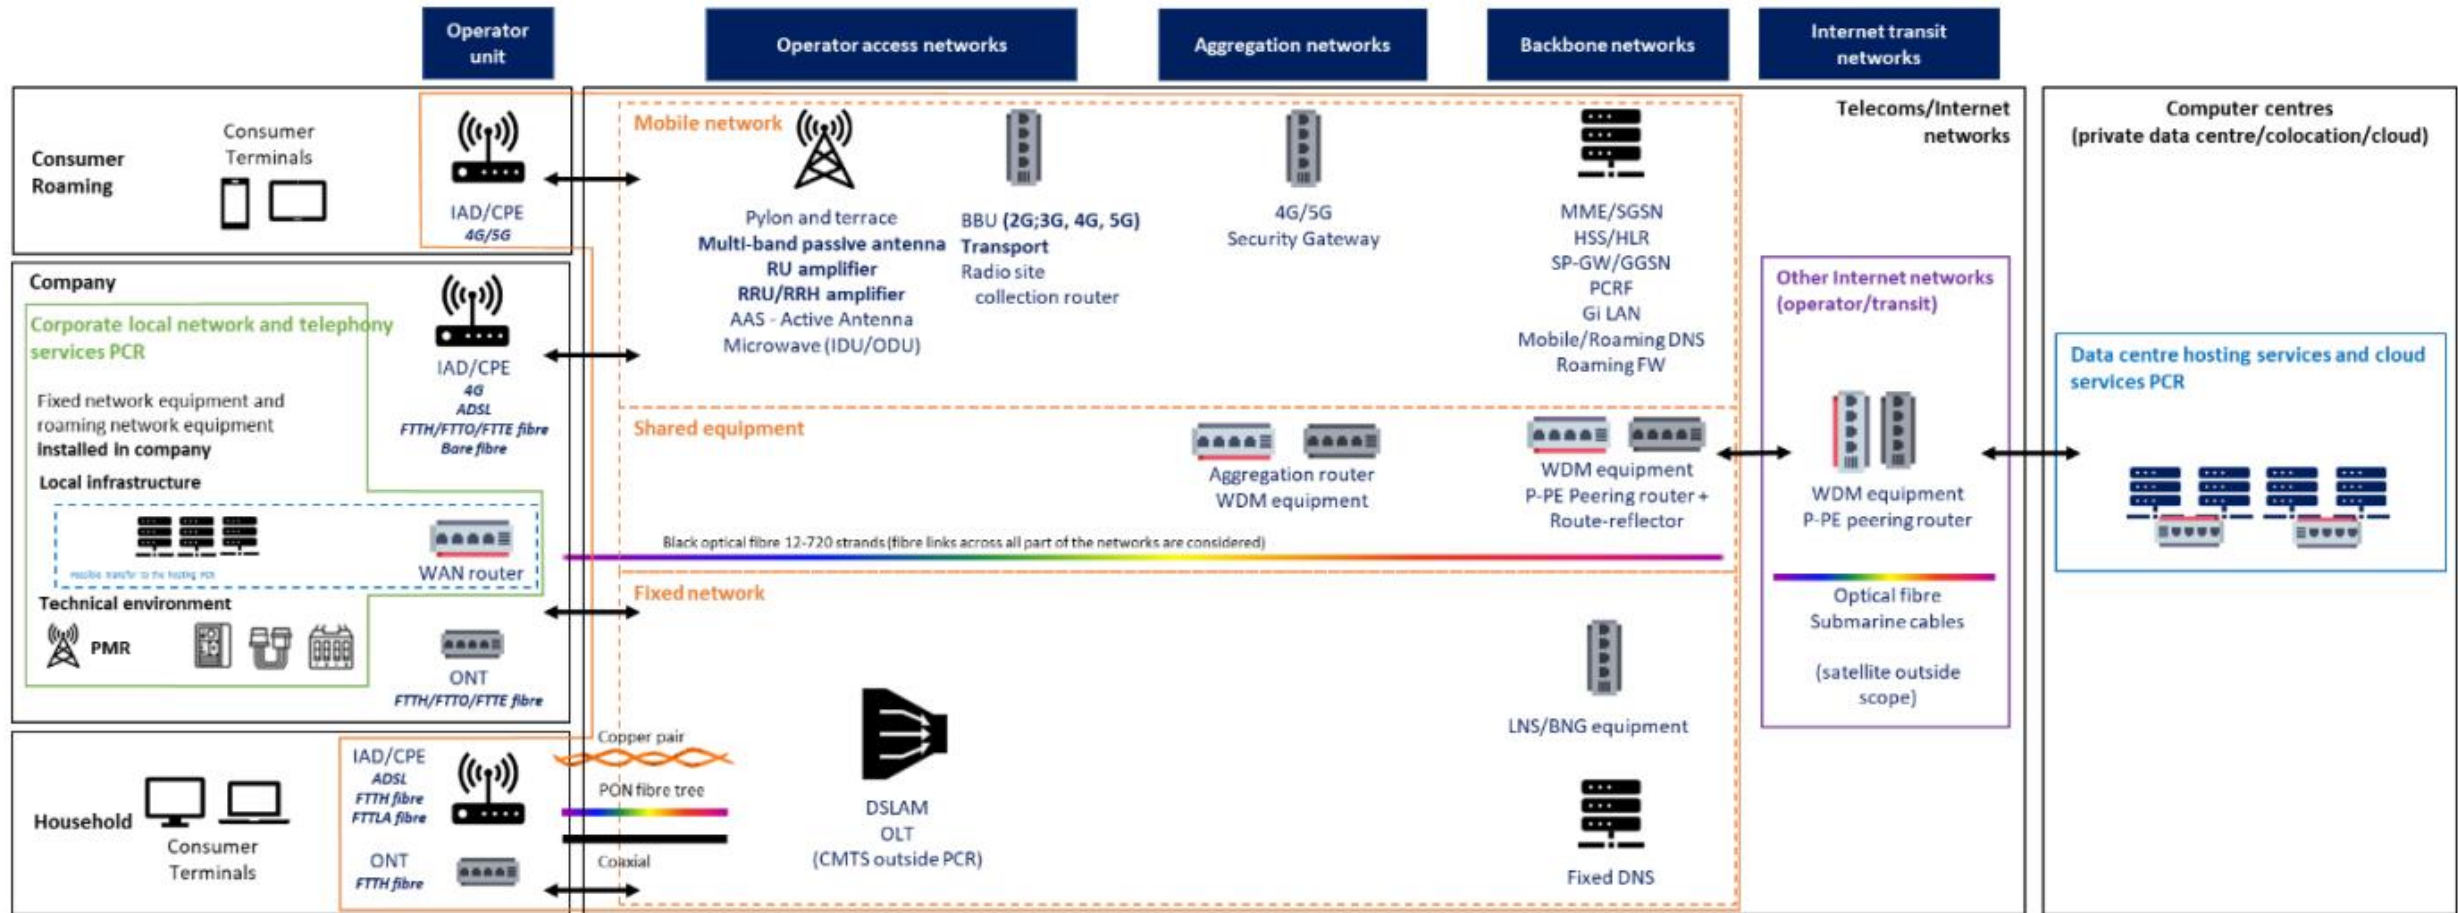 Operator
unit
Operator access networks
Aggregation networks
Backbone networks
Internet transit
networks
Consumer
Roaming
Consumer
Terminals
IAD/CPE
4G/5G
Mobile network
Pylon and terrace
Multi-band passive antenna
RU amplifier
RRU/RRH amplifier
AAS - Active Antenna
Microwave (IDU/ODU)
BBU (2G;3G, 4G, 5G)
Transport
Radio site
collection router
4G/5G
Security Gateway
MME/SGSN
HSS/HLR
SP-GW/GGSN
PCRF
Gi LAN
Mobile/Roaming DNS
Roaming FW
Telecoms/Internet
networks
Computer centres
(private data centre/colocation/cloud)
Company
Corporate local network and telephony
services PCR
Fixed network equipment and
roaming network equipment
installed in company
Local infrastructure
Possible transfer to the hosting PCR
WAN router
Technical environment
PMR
IAD/CPE
4G
ADSL
FTTH/FTTO/FTTE fibre
Bare fibre
ONT
FTTH/FTTO/FTTE fibre
Shared equipment
Aggregation router
WDM equipment
WDM equipment
P-PE Peering router +
Route-reflector
Black optical fibre 12-720 strands (fibre links across all part of the networks are considered)
Other Internet networks
(operator/transit)
WDM equipment
P-PE peering router
Optical fibre
Submarine cables
(satellite outside
scope)
Data centre hosting services and cloud
services PCR
Fixed network
LNS/BNG equipment
Fixed DNS
DSLAM
OLT
(CMTS outside PCR)
Household
Consumer
Terminals
IAD/CPE
ADSL
FTTH fibre
FTTLA fibre
ONT
FTTH fibre
Copper pair
PON fibre tree
Coaxial